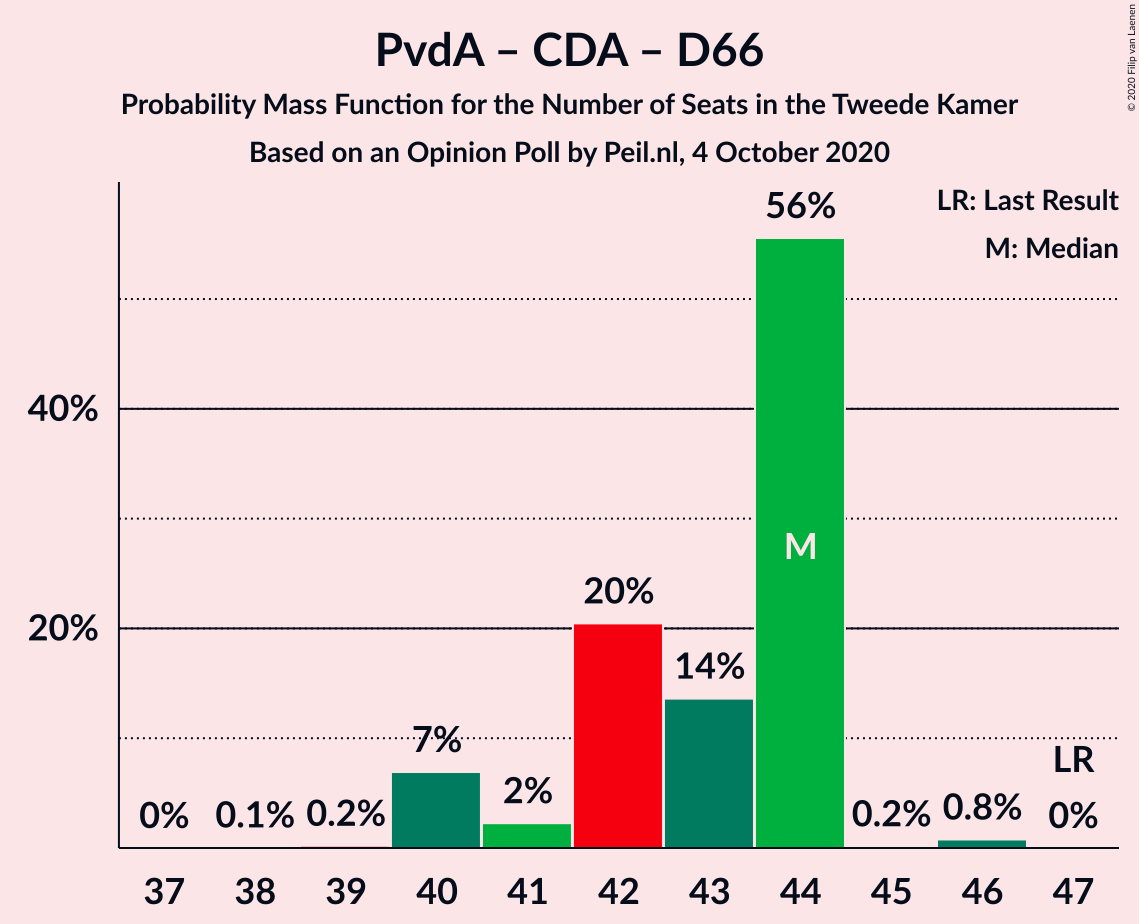 PvdA – CDA – D66
Probability Mass Function for the Number of Seats in the Tweede Kamer
Based on an Opinion Poll by Peil.nl, 4 October 2020
© 2020 Filip van Laenen
LR: Last Result
M: Median
56%
40%
M
20%
20%
14%
7%
LR
0%
0.1%
0.2%
2%
0.2%
0.8%
0%
37 38 39 40 41 42 43 44 45 46 47